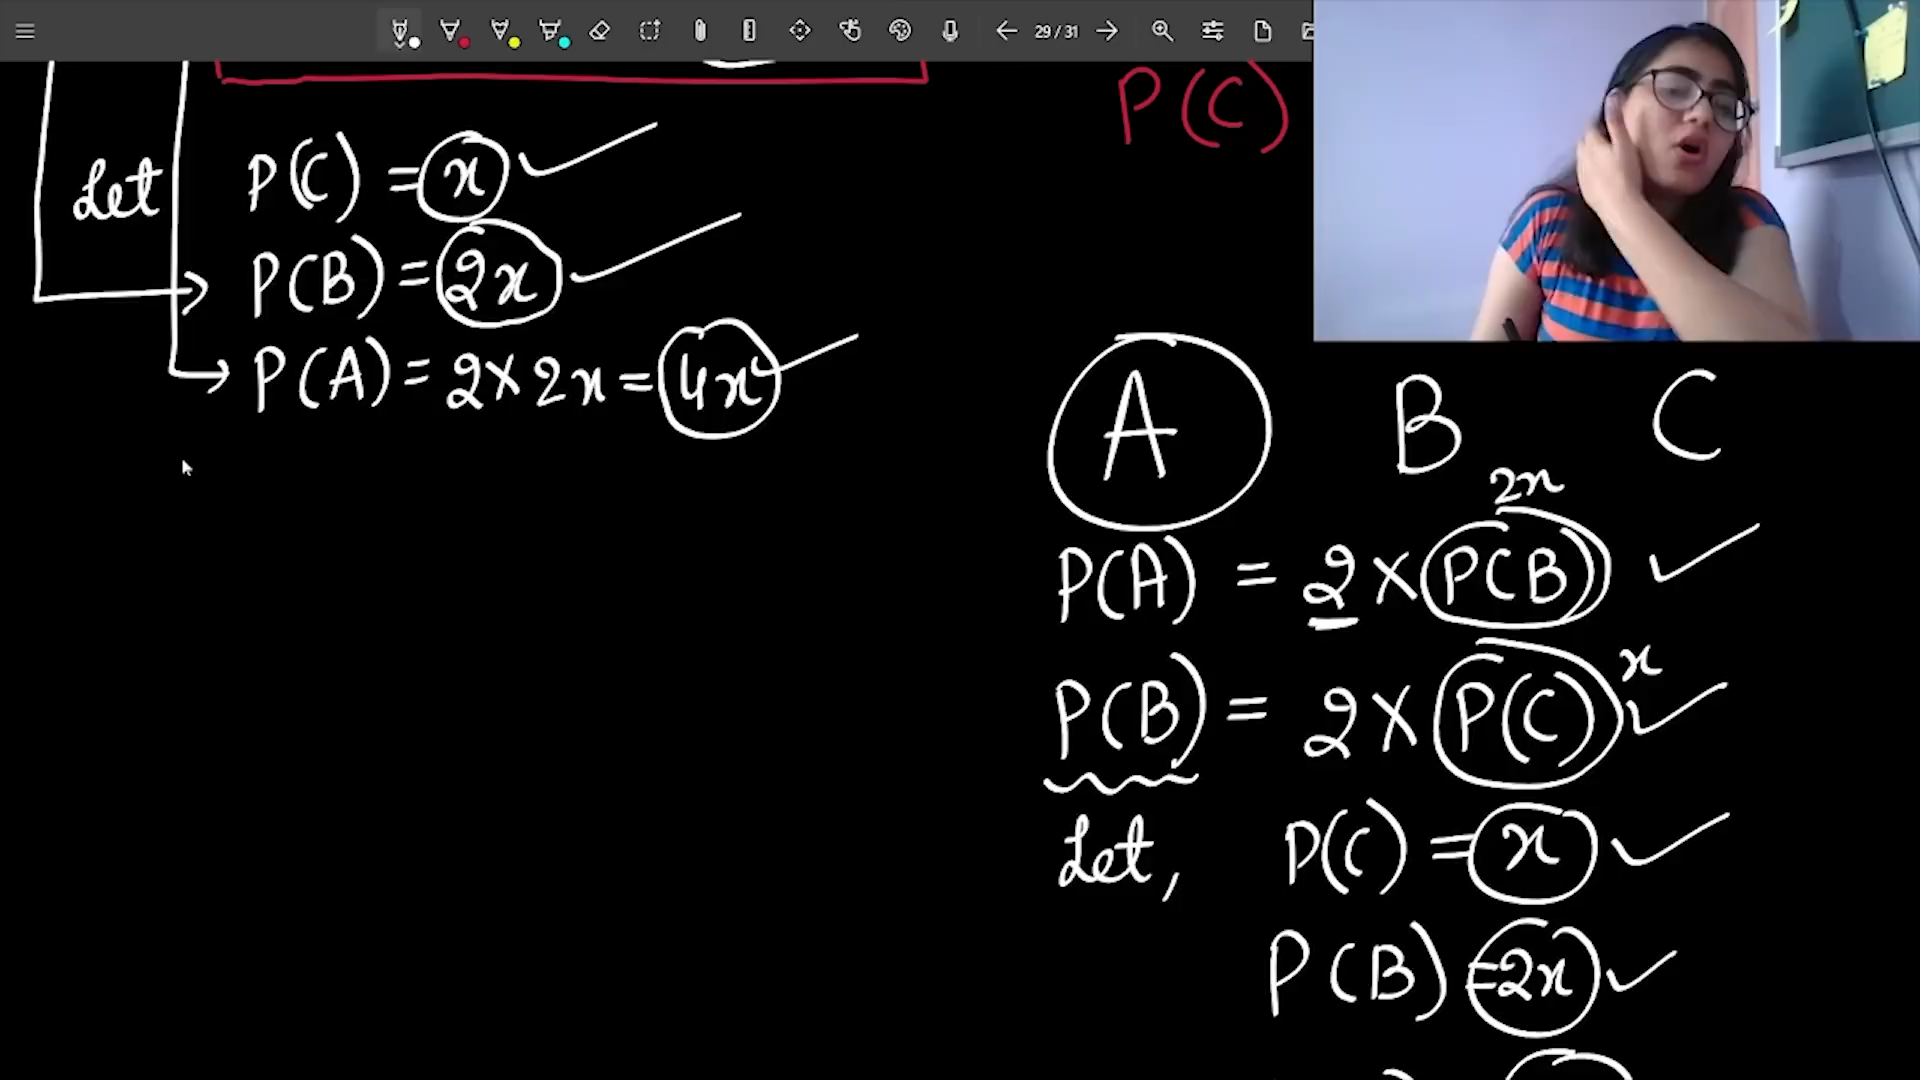 29 / 31
P(C)
Let P(C) = x
P(B) = 2x
P(A) = 2 X 2x = 4x
A B C
2x
P(A) = 2 X P(B)
x
P(B) = 2 X P(C)
Let, P(C) = x
P(B) = 2x